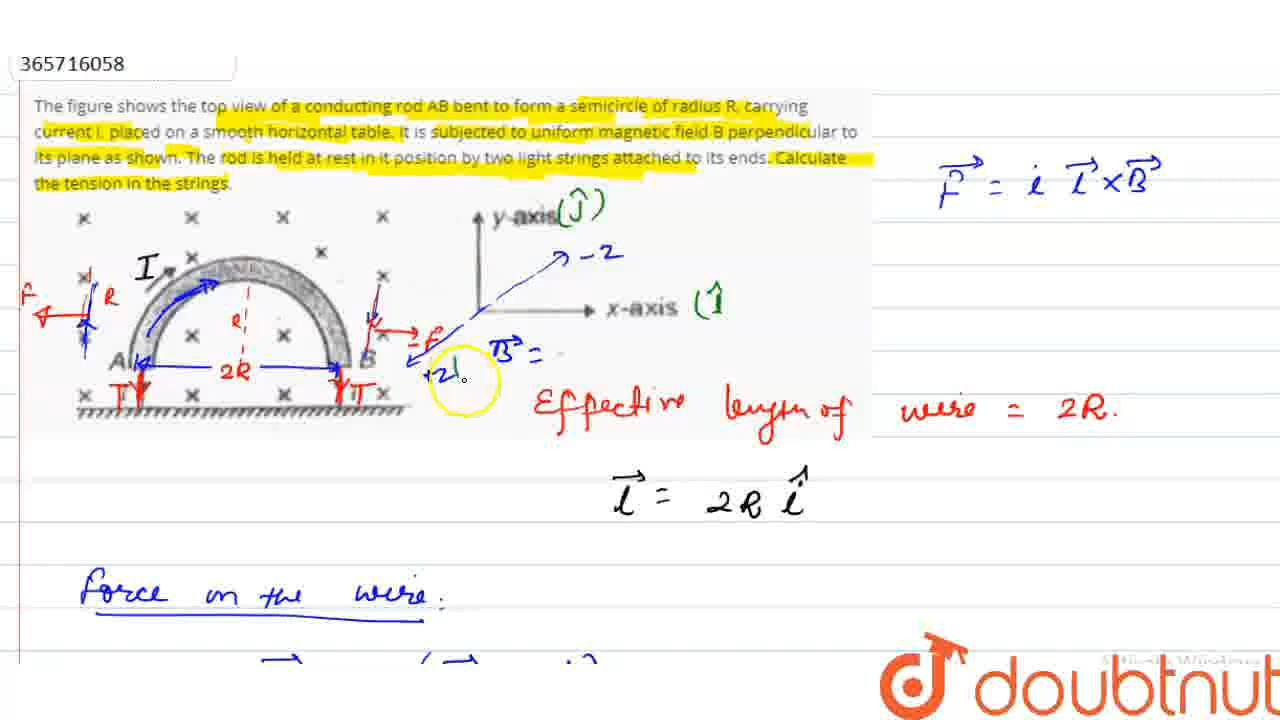 365716058
The figure shows the top view of a conducting rod AB bent to form a semicircle of radius R, carrying
current I, placed on a smooth horizontal table. It is subjected to uniform magnetic field B perpendicular to
its plane as shown. The rod is held at rest in it position by two light strings attached to its ends. Calculate
the tension in the strings.
F = i l × B
y-axis (ĵ)
I
-2
F
R
R
x-axis (î
F
A
B
B =
2R
+2
T
T
Effective length of wire = 2R.
l = 2R î
Force on the wire:
doubtnut